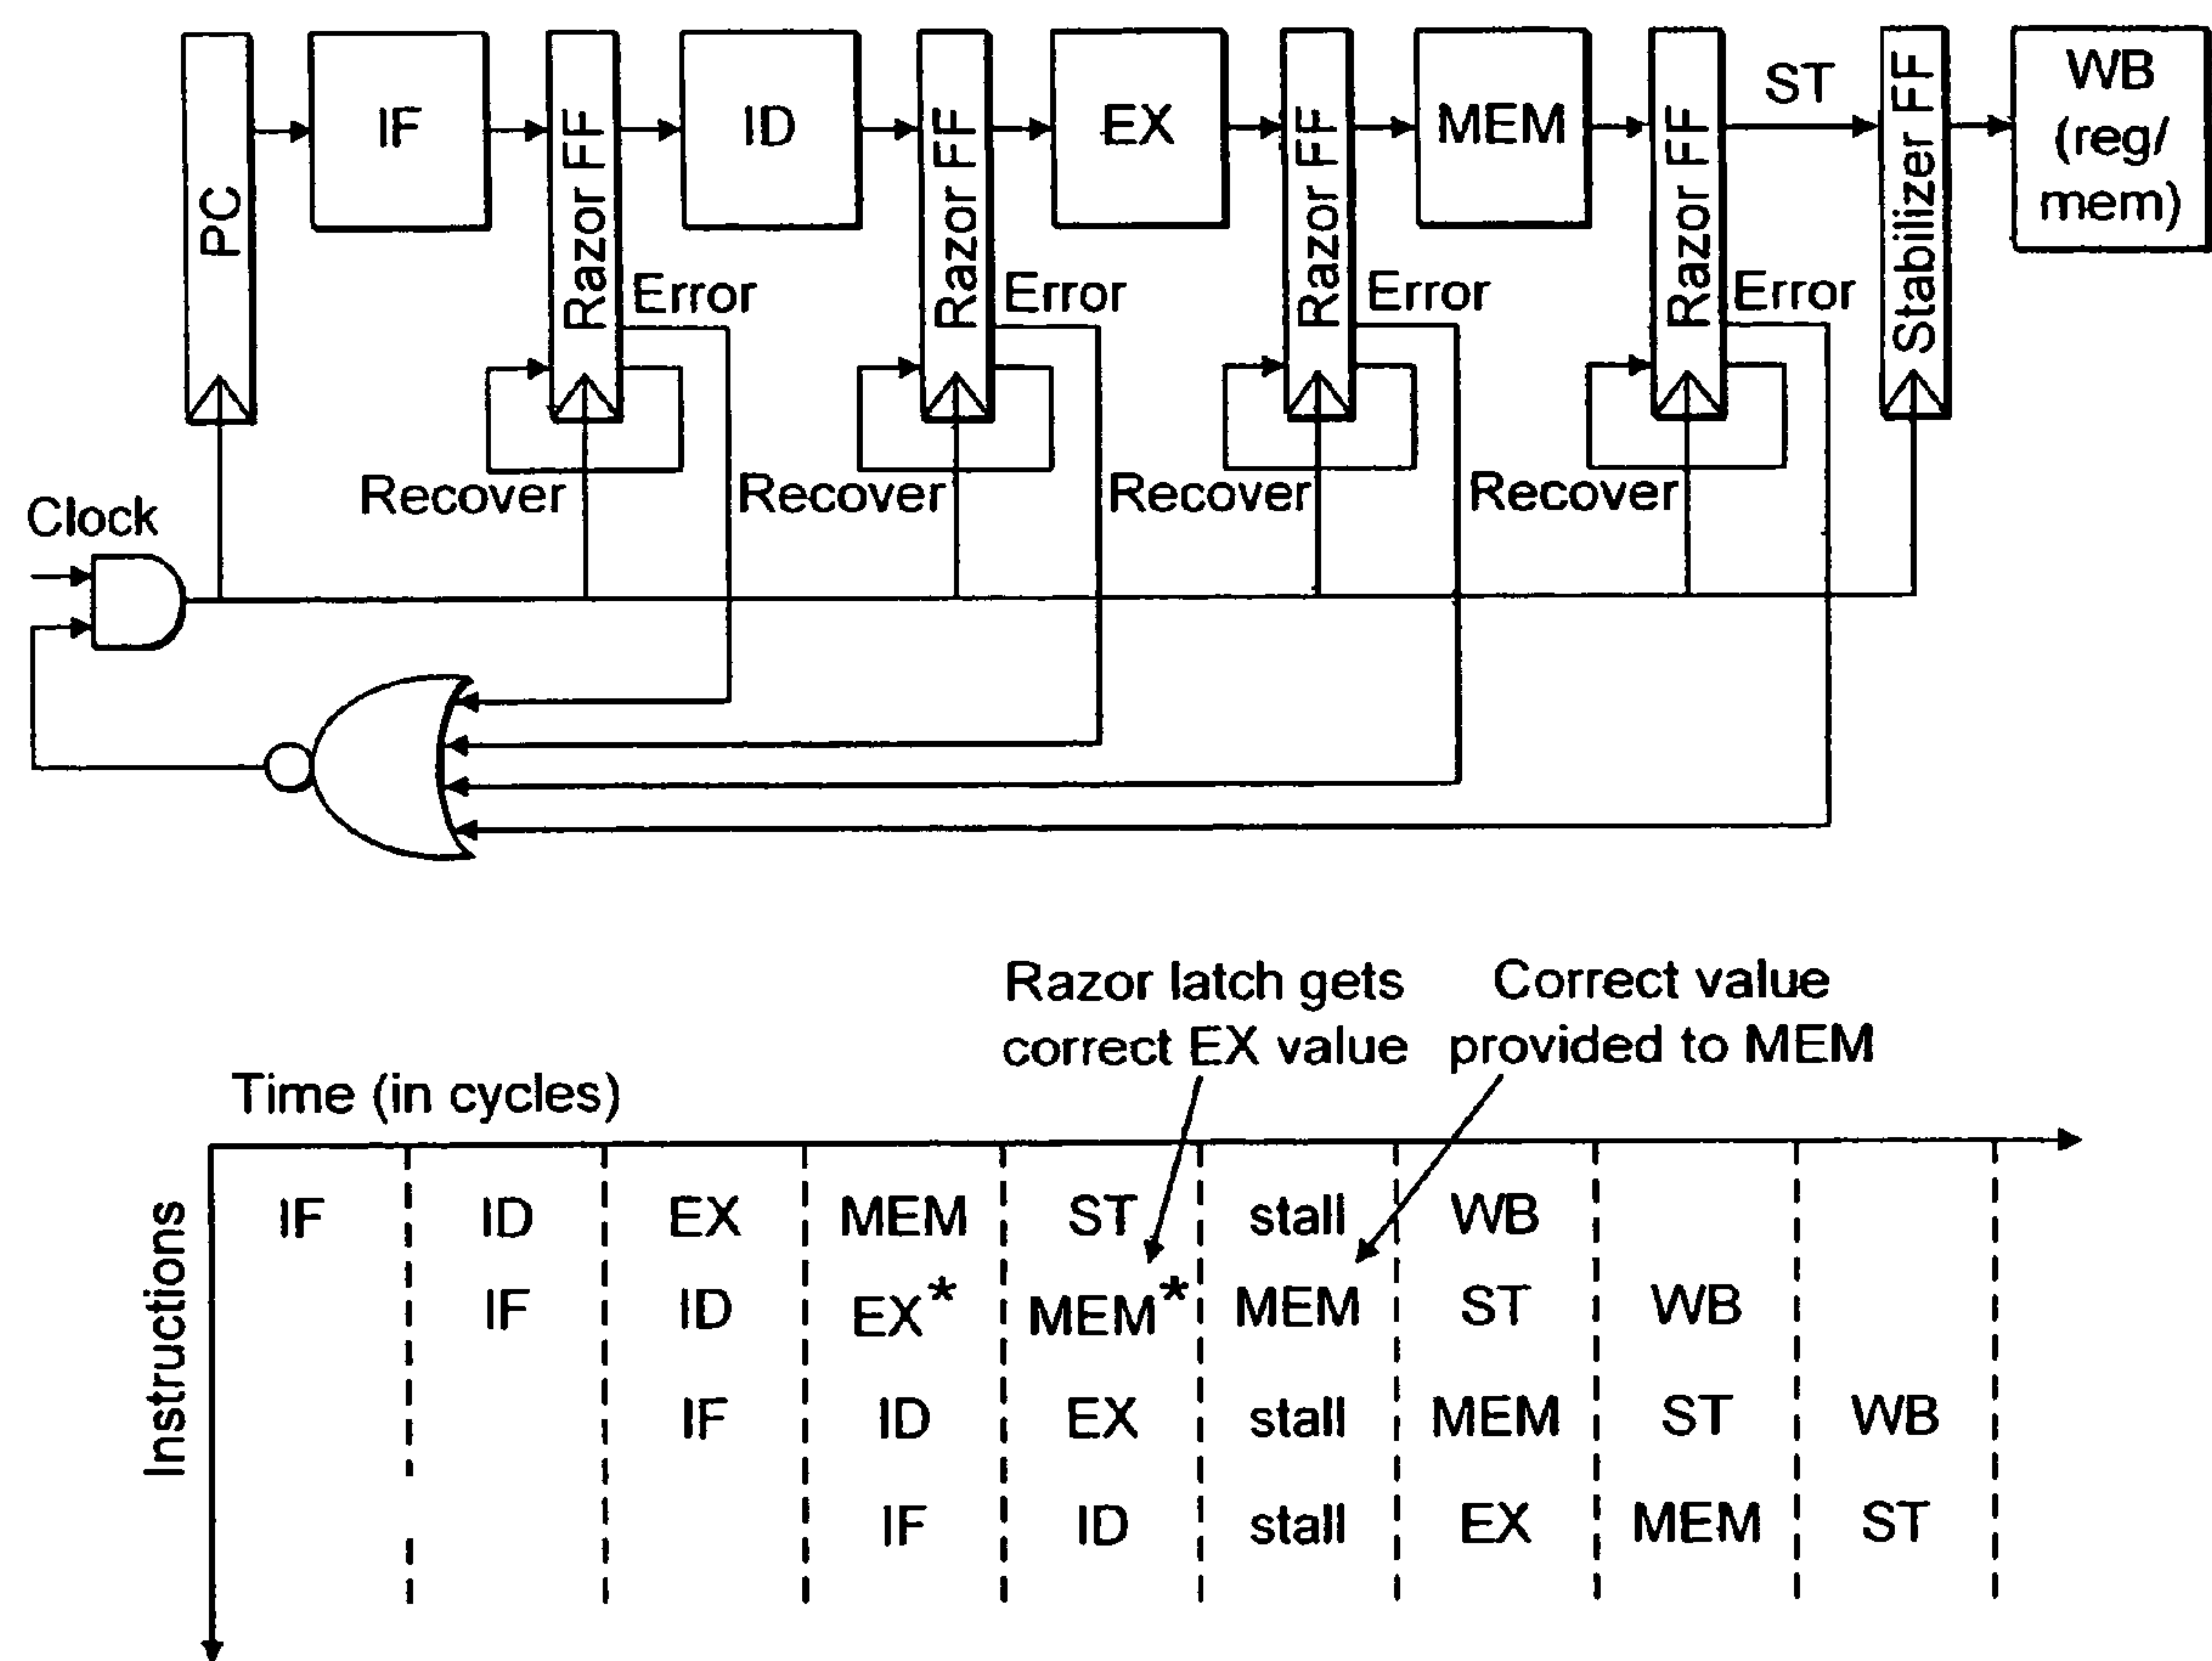 PC
IF
Razor FF
ID
Razor FF
EX
Razor FF
MEM
Razor FF
ST
Stabilizer FF
WB
(reg/
mem)
Error
Error
Error
Error
Recover
Recover
Recover
Recover
Clock
Razor latch gets
correct EX value
Correct value
provided to MEM
Time (in cycles)
Instructions
IF ID EX MEM ST stall WB
IF ID EX* MEM* MEM ST WB
IF ID EX stall MEM ST WB
IF ID stall EX MEM ST